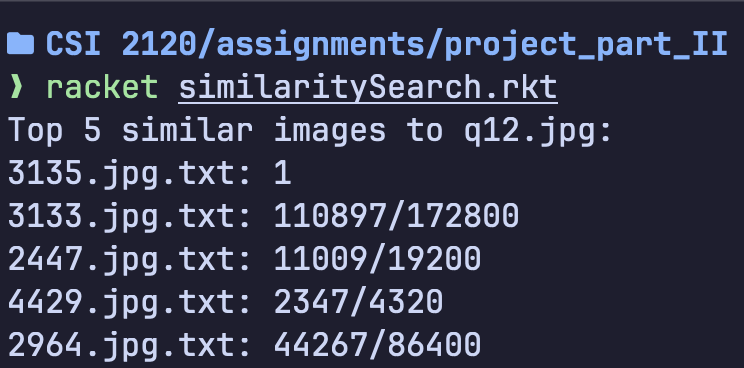 CSI 2120/assignments/project_part_II
❯ racket similaritySearch.rkt
Top 5 similar images to q12.jpg:
3135.jpg.txt: 1
3133.jpg.txt: 110897/172800
2447.jpg.txt: 11009/19200
4429.jpg.txt: 2347/4320
2964.jpg.txt: 44267/86400